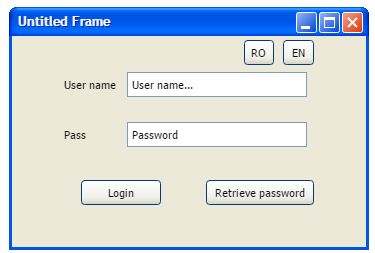 Untitled Frame
RO EN
User name User name...
Pass Password
Login Retrieve password